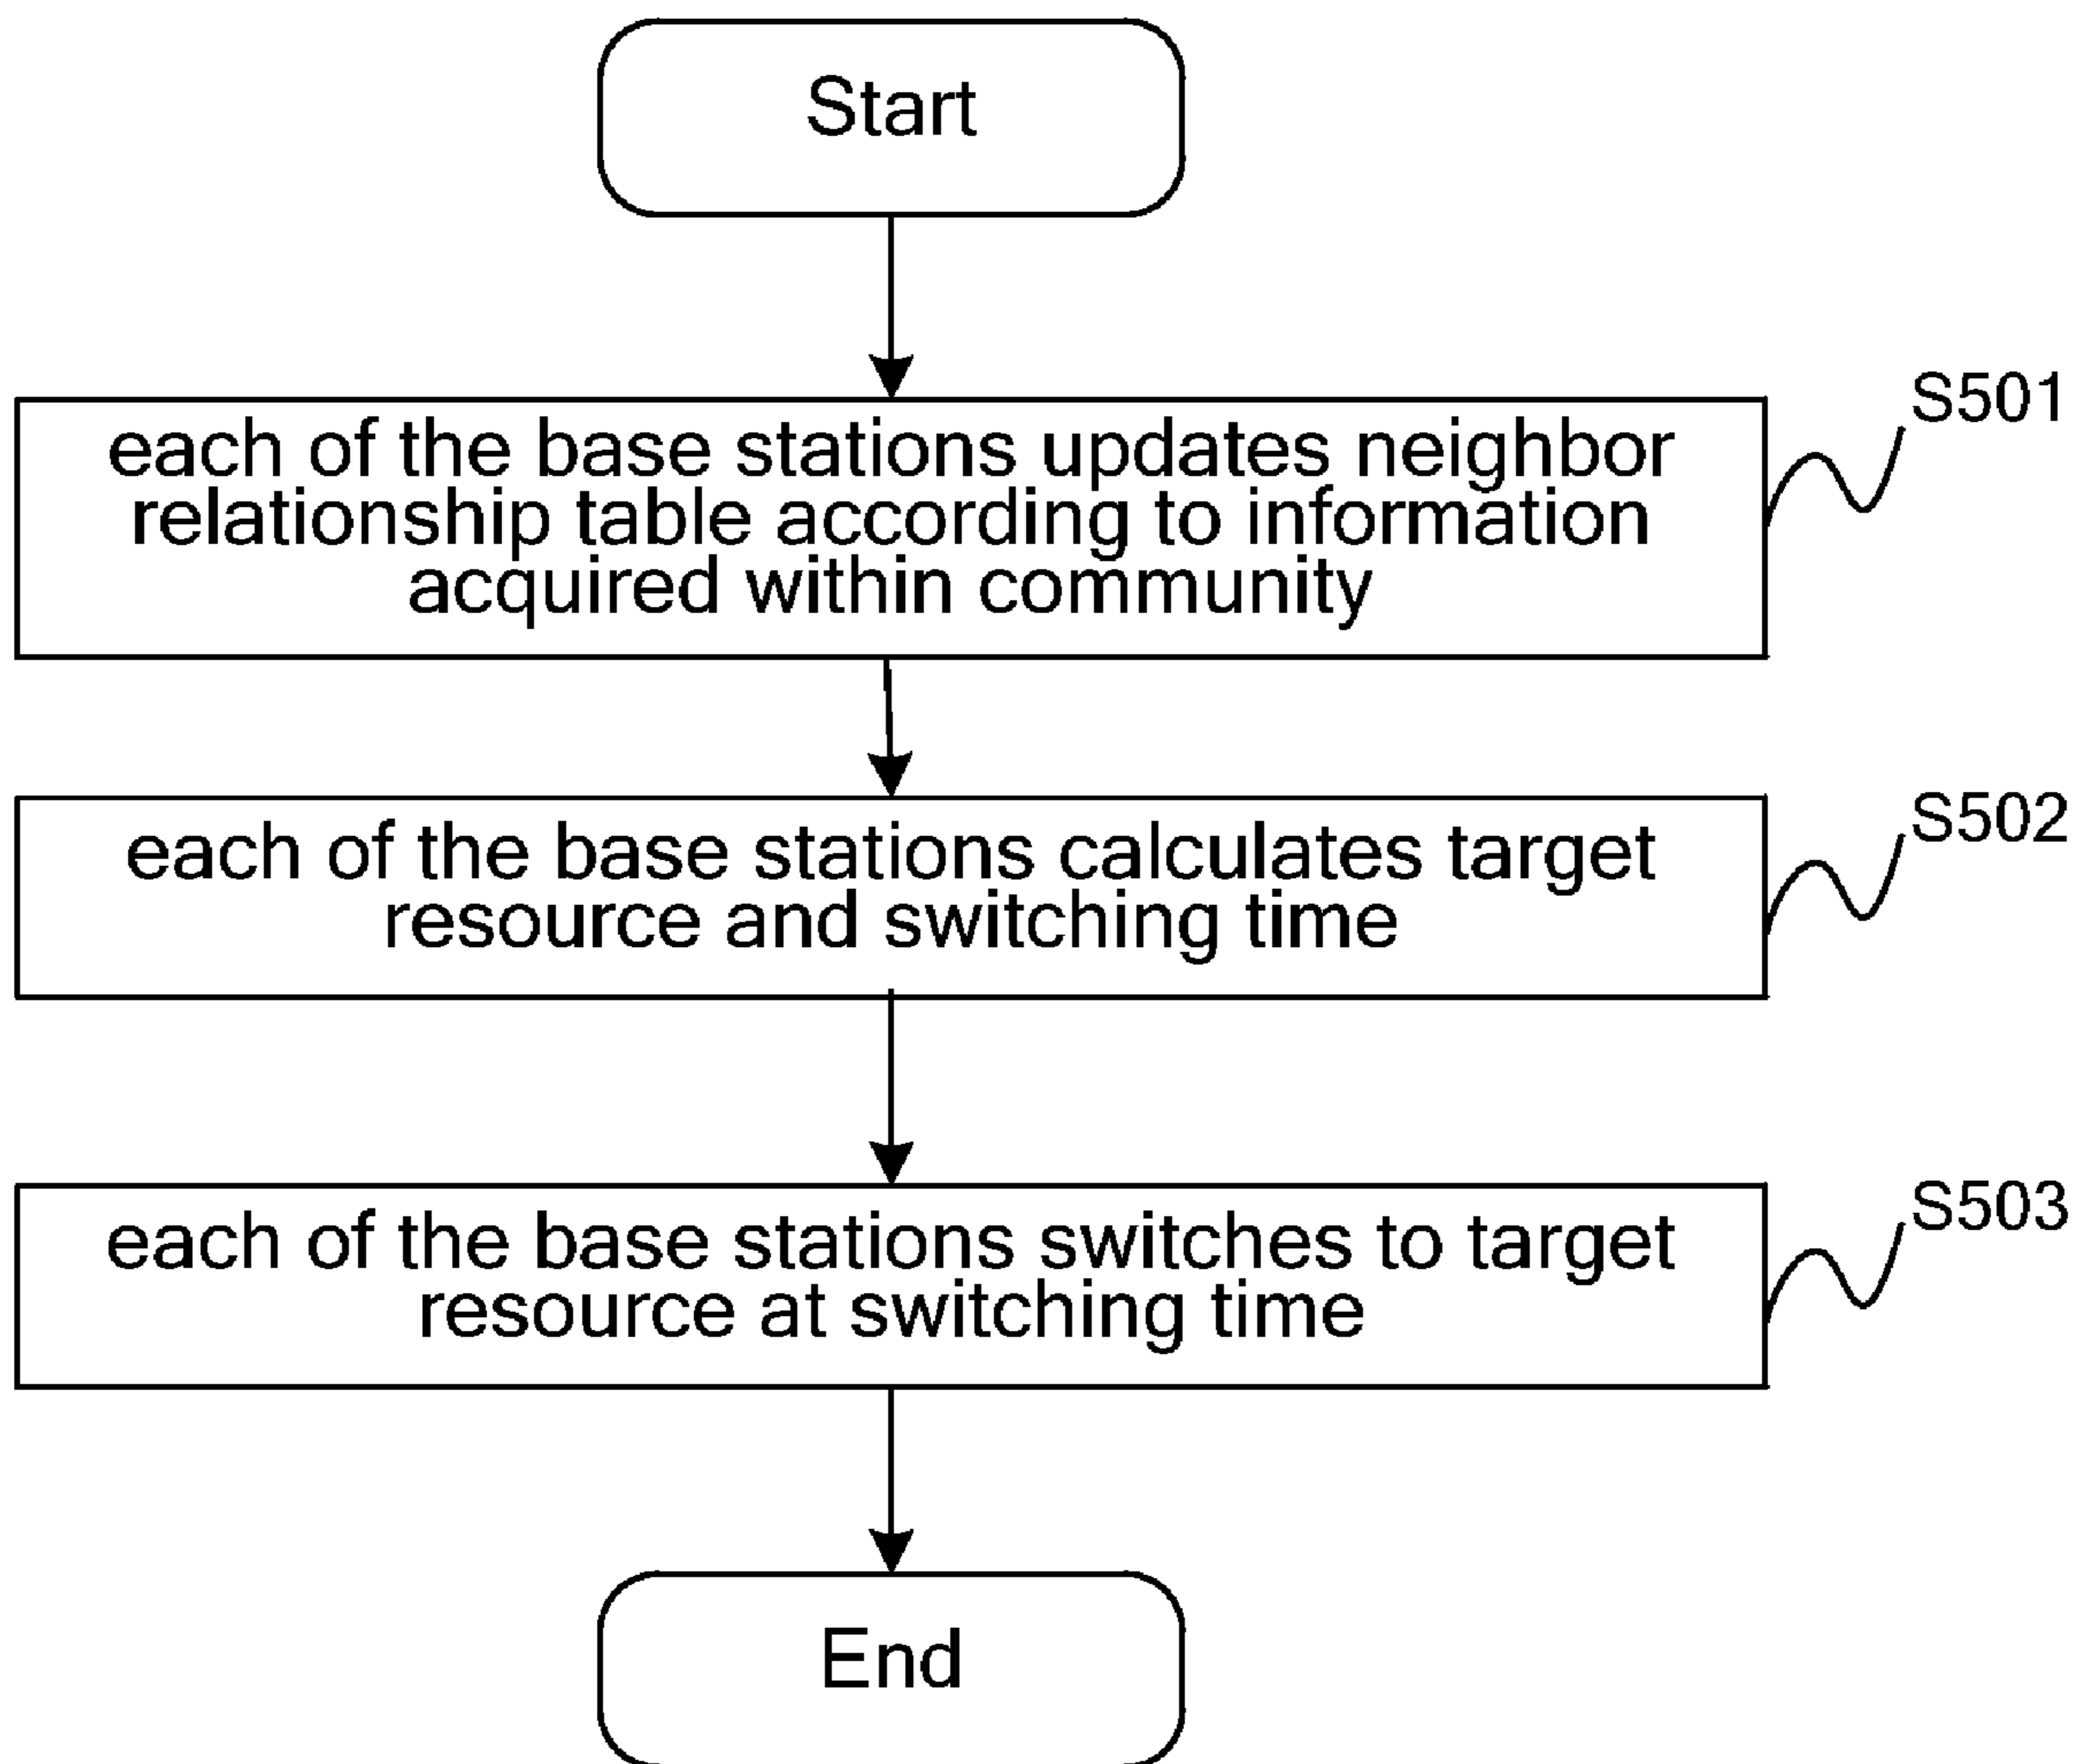 Start
S501
each of the base stations updates neighbor
relationship table according to information
acquired within community
S502
each of the base stations calculates target
resource and switching time
S503
each of the base stations switches to target
resource at switching time
End